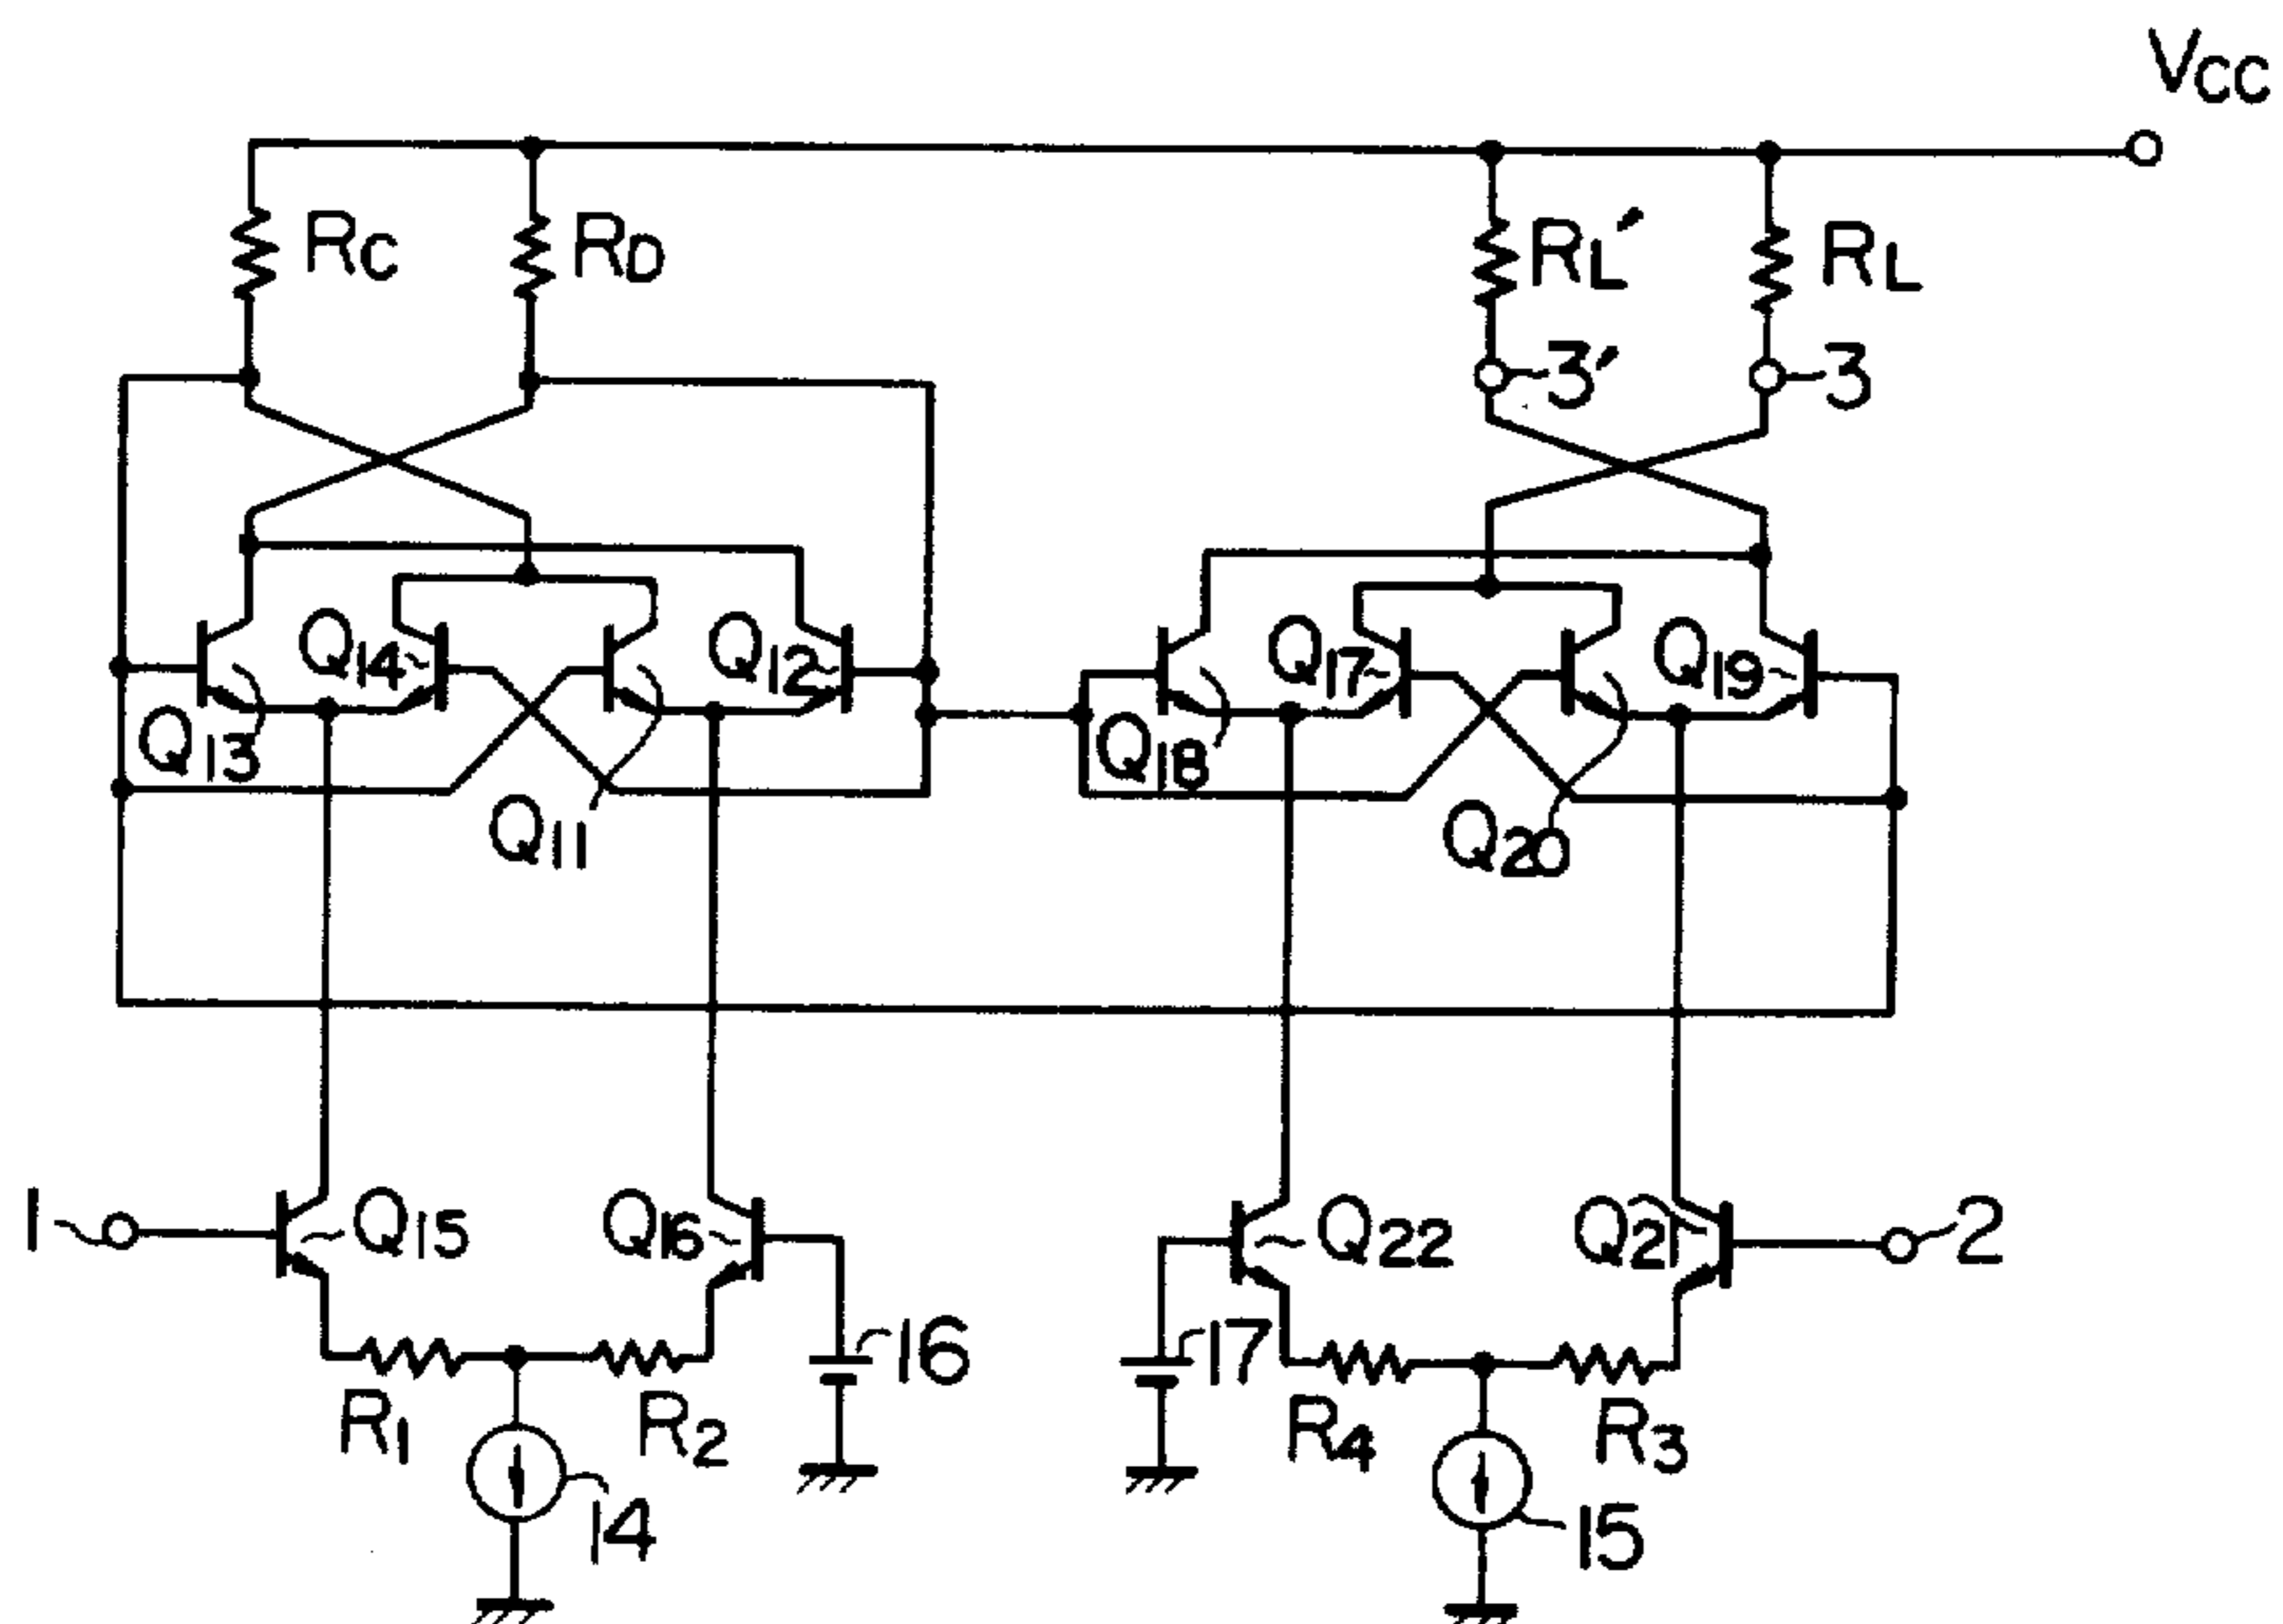 VCC
RC RD RL' RL
3' 3
Q14 Q12 Q17 Q19
Q13 Q18
Q11 Q20
1 Q15 Q16 Q22 Q21 2
16 17
R1 R2 R4 R3
14 15